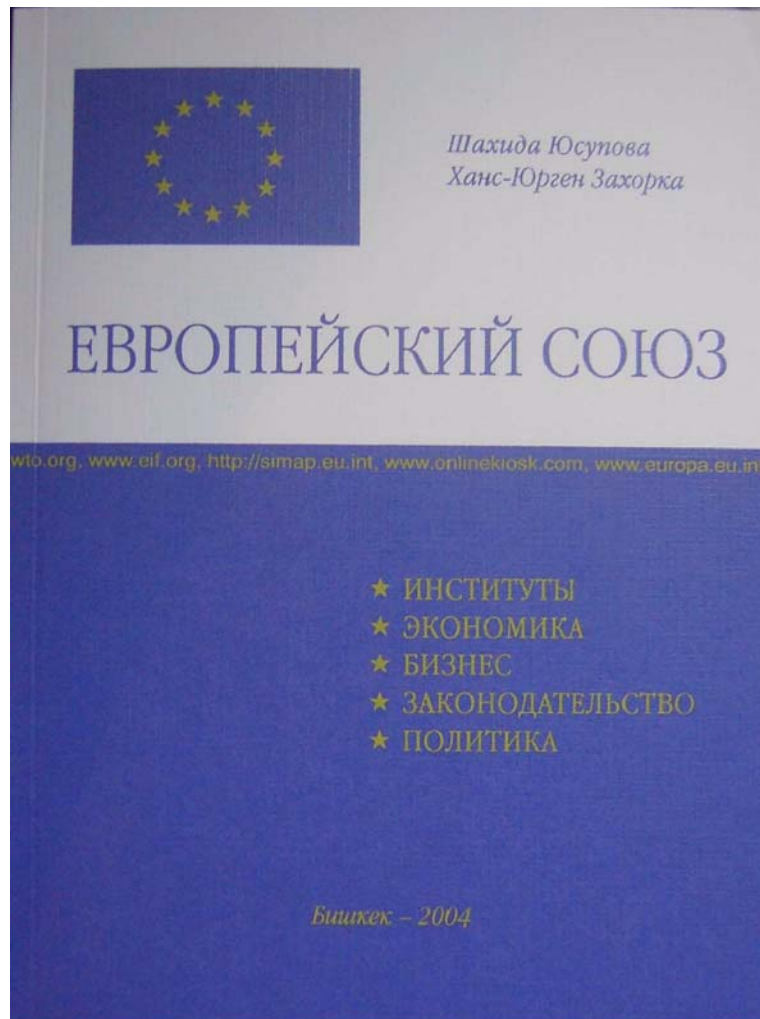 Шахида Юсупова
Ханс-Юрген Захорка
ЕВРОПЕЙСКИЙ СОЮЗ
wto.org, www.eif.org, http://simap.eu.int, www.onlinekiosk.com, www.europa.eu.in
★ ИНСТИТУТЫ
★ ЭКОНОМИКА
★ БИЗНЕС
★ ЗАКОНОДАТЕЛЬСТВО
★ ПОЛИТИКА
Бишкек – 2004